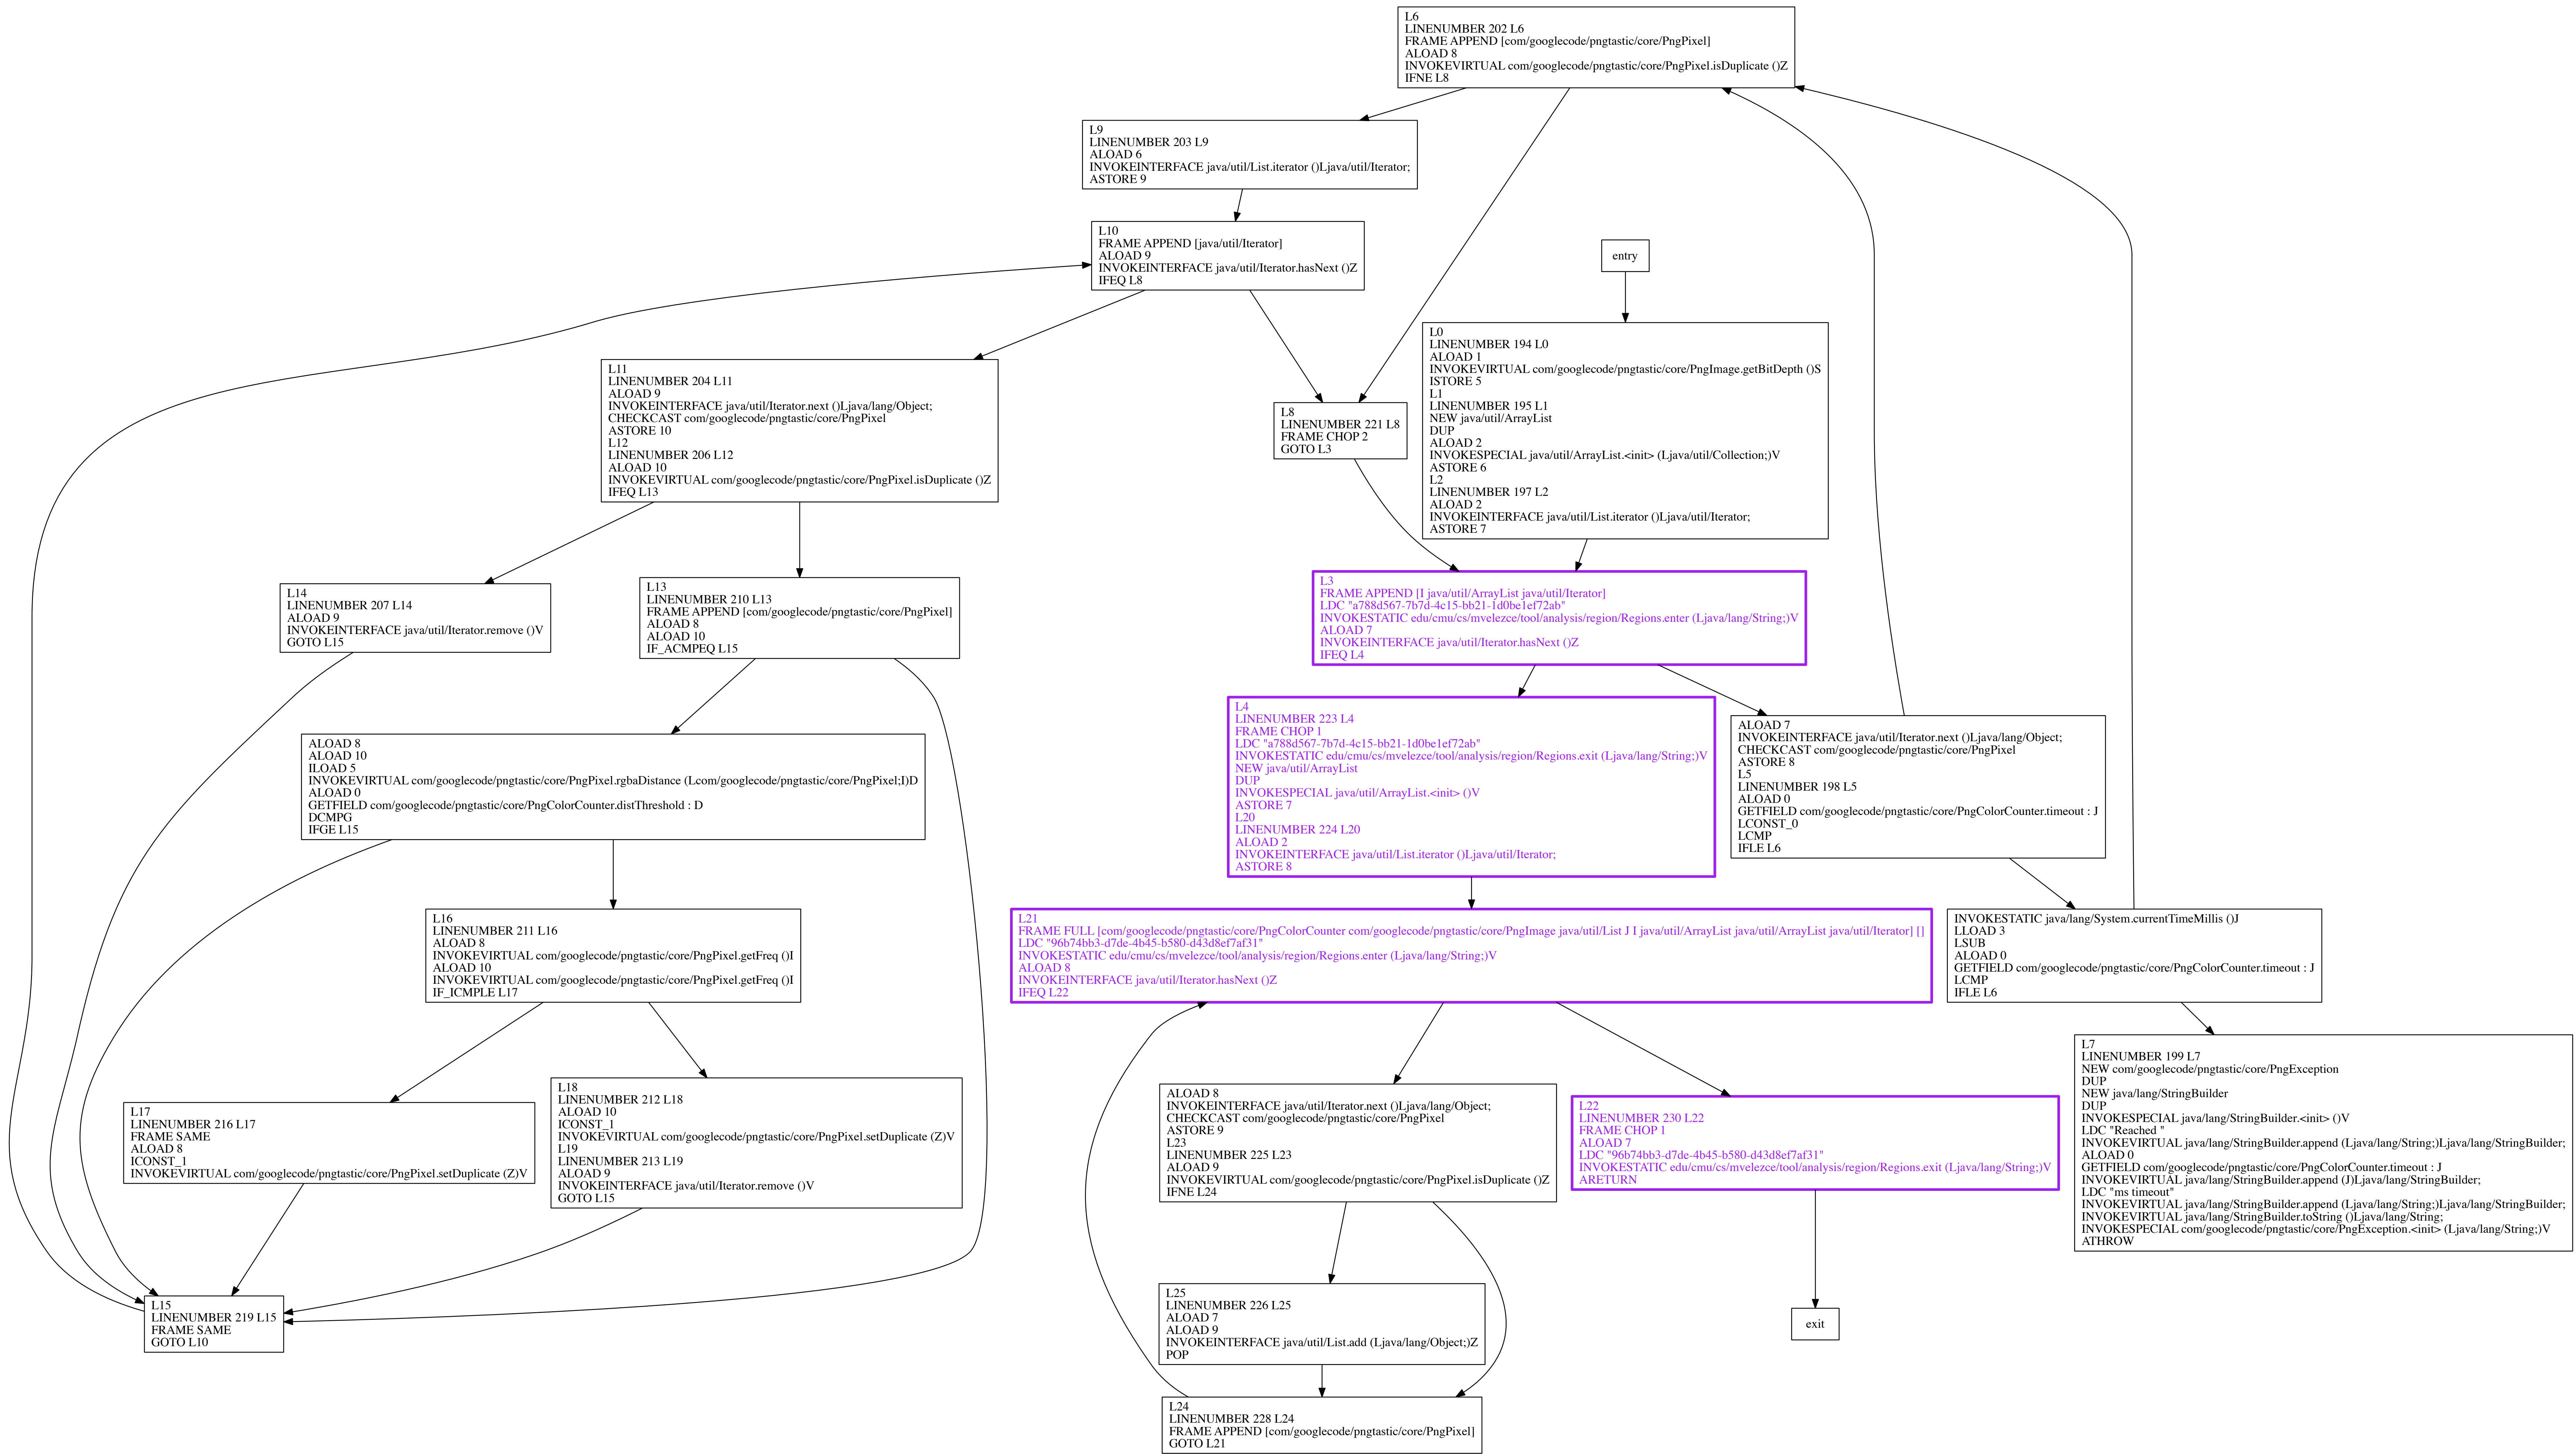 L6
LINENUMBER 202 L6
FRAME APPEND [com/googlecode/pngtastic/core/PngPixel]
ALOAD 8
INVOKEVIRTUAL com/googlecode/pngtastic/core/PngPixel.isDuplicate ()Z
IFNE L8
L9
LINENUMBER 203 L9
ALOAD 6
INVOKEINTERFACE java/util/List.iterator ()Ljava/util/Iterator;
ASTORE 9
L10
FRAME APPEND [java/util/Iterator]
ALOAD 9
INVOKEINTERFACE java/util/Iterator.hasNext ()Z
IFEQ L8
entry
L0
LINENUMBER 194 L0
ALOAD 1
INVOKEVIRTUAL com/googlecode/pngtastic/core/PngImage.getBitDepth ()S
ISTORE 5
L1
LINENUMBER 195 L1
NEW java/util/ArrayList
DUP
ALOAD 2
INVOKESPECIAL java/util/ArrayList.<init> (Ljava/util/Collection;)V
ASTORE 6
L2
LINENUMBER 197 L2
ALOAD 2
INVOKEINTERFACE java/util/List.iterator ()Ljava/util/Iterator;
ASTORE 7
L11
LINENUMBER 204 L11
ALOAD 9
INVOKEINTERFACE java/util/Iterator.next ()Ljava/lang/Object;
CHECKCAST com/googlecode/pngtastic/core/PngPixel
ASTORE 10
L12
LINENUMBER 206 L12
ALOAD 10
INVOKEVIRTUAL com/googlecode/pngtastic/core/PngPixel.isDuplicate ()Z
IFEQ L13
L8
LINENUMBER 221 L8
FRAME CHOP 2
GOTO L3
L14
LINENUMBER 207 L14
ALOAD 9
INVOKEINTERFACE java/util/Iterator.remove ()V
GOTO L15
L13
LINENUMBER 210 L13
FRAME APPEND [com/googlecode/pngtastic/core/PngPixel]
ALOAD 8
ALOAD 10
IF_ACMPEQ L15
L3
FRAME APPEND [I java/util/ArrayList java/util/Iterator]
LDC "a788d567-7b7d-4c15-bb21-1d0be1ef72ab"
INVOKESTATIC edu/cmu/cs/mvelezce/tool/analysis/region/Regions.enter (Ljava/lang/String;)V
ALOAD 7
INVOKEINTERFACE java/util/Iterator.hasNext ()Z
IFEQ L4
L4
LINENUMBER 223 L4
FRAME CHOP 1
LDC "a788d567-7b7d-4c15-bb21-1d0be1ef72ab"
INVOKESTATIC edu/cmu/cs/mvelezce/tool/analysis/region/Regions.exit (Ljava/lang/String;)V
NEW java/util/ArrayList
DUP
INVOKESPECIAL java/util/ArrayList.<init> ()V
ASTORE 7
L20
LINENUMBER 224 L20
ALOAD 2
INVOKEINTERFACE java/util/List.iterator ()Ljava/util/Iterator;
ASTORE 8
ALOAD 7
INVOKEINTERFACE java/util/Iterator.next ()Ljava/lang/Object;
CHECKCAST com/googlecode/pngtastic/core/PngPixel
ASTORE 8
L5
LINENUMBER 198 L5
ALOAD 0
GETFIELD com/googlecode/pngtastic/core/PngColorCounter.timeout : J
LCONST_0
LCMP
IFLE L6
ALOAD 8
ALOAD 10
ILOAD 5
INVOKEVIRTUAL com/googlecode/pngtastic/core/PngPixel.rgbaDistance (Lcom/googlecode/pngtastic/core/PngPixel;I)D
ALOAD 0
GETFIELD com/googlecode/pngtastic/core/PngColorCounter.distThreshold : D
DCMPG
IFGE L15
L16
LINENUMBER 211 L16
ALOAD 8
INVOKEVIRTUAL com/googlecode/pngtastic/core/PngPixel.getFreq ()I
ALOAD 10
INVOKEVIRTUAL com/googlecode/pngtastic/core/PngPixel.getFreq ()I
IF_ICMPLE L17
L21
FRAME FULL [com/googlecode/pngtastic/core/PngColorCounter com/googlecode/pngtastic/core/PngImage java/util/List J I java/util/ArrayList java/util/ArrayList java/util/Iterator] []
LDC "96b74bb3-d7de-4b45-b580-d43d8ef7af31"
INVOKESTATIC edu/cmu/cs/mvelezce/tool/analysis/region/Regions.enter (Ljava/lang/String;)V
ALOAD 8
INVOKEINTERFACE java/util/Iterator.hasNext ()Z
IFEQ L22
INVOKESTATIC java/lang/System.currentTimeMillis ()J
LLOAD 3
LSUB
ALOAD 0
GETFIELD com/googlecode/pngtastic/core/PngColorCounter.timeout : J
LCMP
IFLE L6
L7
LINENUMBER 199 L7
NEW com/googlecode/pngtastic/core/PngException
DUP
NEW java/lang/StringBuilder
DUP
INVOKESPECIAL java/lang/StringBuilder.<init> ()V
LDC "Reached "
INVOKEVIRTUAL java/lang/StringBuilder.append (Ljava/lang/String;)Ljava/lang/StringBuilder;
ALOAD 0
GETFIELD com/googlecode/pngtastic/core/PngColorCounter.timeout : J
INVOKEVIRTUAL java/lang/StringBuilder.append (J)Ljava/lang/StringBuilder;
LDC "ms timeout"
INVOKEVIRTUAL java/lang/StringBuilder.append (Ljava/lang/String;)Ljava/lang/StringBuilder;
INVOKEVIRTUAL java/lang/StringBuilder.toString ()Ljava/lang/String;
INVOKESPECIAL com/googlecode/pngtastic/core/PngException.<init> (Ljava/lang/String;)V
ATHROW
L17
LINENUMBER 216 L17
FRAME SAME
ALOAD 8
ICONST_1
INVOKEVIRTUAL com/googlecode/pngtastic/core/PngPixel.setDuplicate (Z)V
L18
LINENUMBER 212 L18
ALOAD 10
ICONST_1
INVOKEVIRTUAL com/googlecode/pngtastic/core/PngPixel.setDuplicate (Z)V
L19
LINENUMBER 213 L19
ALOAD 9
INVOKEINTERFACE java/util/Iterator.remove ()V
GOTO L15
ALOAD 8
INVOKEINTERFACE java/util/Iterator.next ()Ljava/lang/Object;
CHECKCAST com/googlecode/pngtastic/core/PngPixel
ASTORE 9
L23
LINENUMBER 225 L23
ALOAD 9
INVOKEVIRTUAL com/googlecode/pngtastic/core/PngPixel.isDuplicate ()Z
IFNE L24
L22
LINENUMBER 230 L22
FRAME CHOP 1
ALOAD 7
LDC "96b74bb3-d7de-4b45-b580-d43d8ef7af31"
INVOKESTATIC edu/cmu/cs/mvelezce/tool/analysis/region/Regions.exit (Ljava/lang/String;)V
ARETURN
L15
LINENUMBER 219 L15
FRAME SAME
GOTO L10
L25
LINENUMBER 226 L25
ALOAD 7
ALOAD 9
INVOKEINTERFACE java/util/List.add (Ljava/lang/Object;)Z
POP
exit
L24
LINENUMBER 228 L24
FRAME APPEND [com/googlecode/pngtastic/core/PngPixel]
GOTO L21